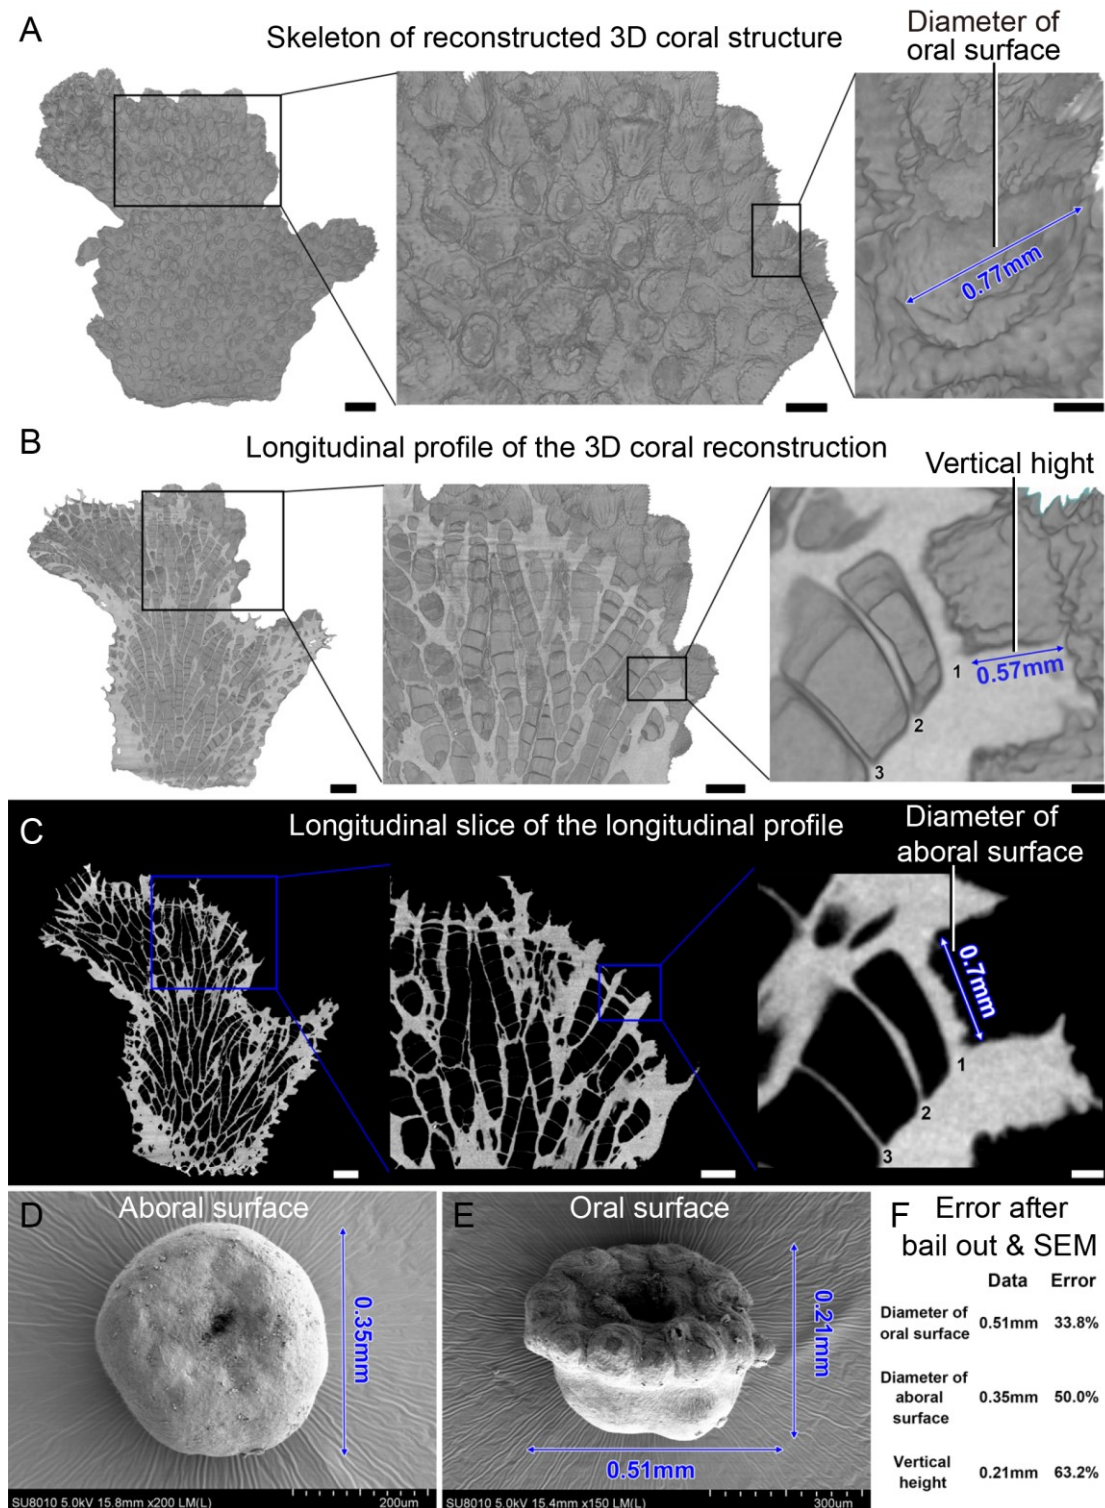 A
Skeleton of reconstructed 3D coral structure
Diameter of
oral surface
0.77mm
B
Longitudinal profile of the 3D coral reconstruction
Vertical hight
1
0.57mm
2
3
C
Longitudinal slice of the longitudinal profile
Diameter of
aboral surface
0.7mm
1
2
3
D
Aboral surface
0.35mm
SU8010 5.0kV 15.8mm x200 LM(L)
200um
E
Oral surface
0.21mm
0.51mm
SU8010 5.0kV 15.4mm x150 LM(L)
300um
F
Error after
bail out & SEM
Data Error
Diameter of
oral surface
0.51mm 33.8%
Diameter of
aboral
surface
0.35mm 50.0%
Vertical
height
0.21mm 63.2%